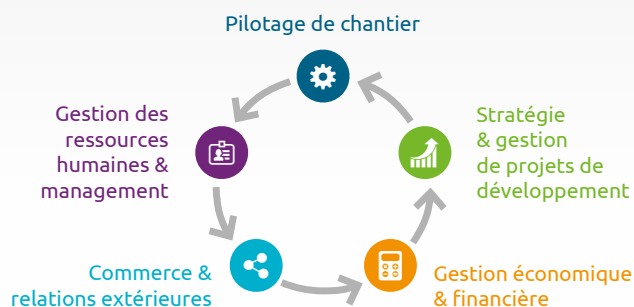 Pilotage de chantier
Gestion des
ressources
humaines &
management
Stratégie
& gestion
de projets de
développement
Commerce &
relations extérieures
Gestion économique
& financière